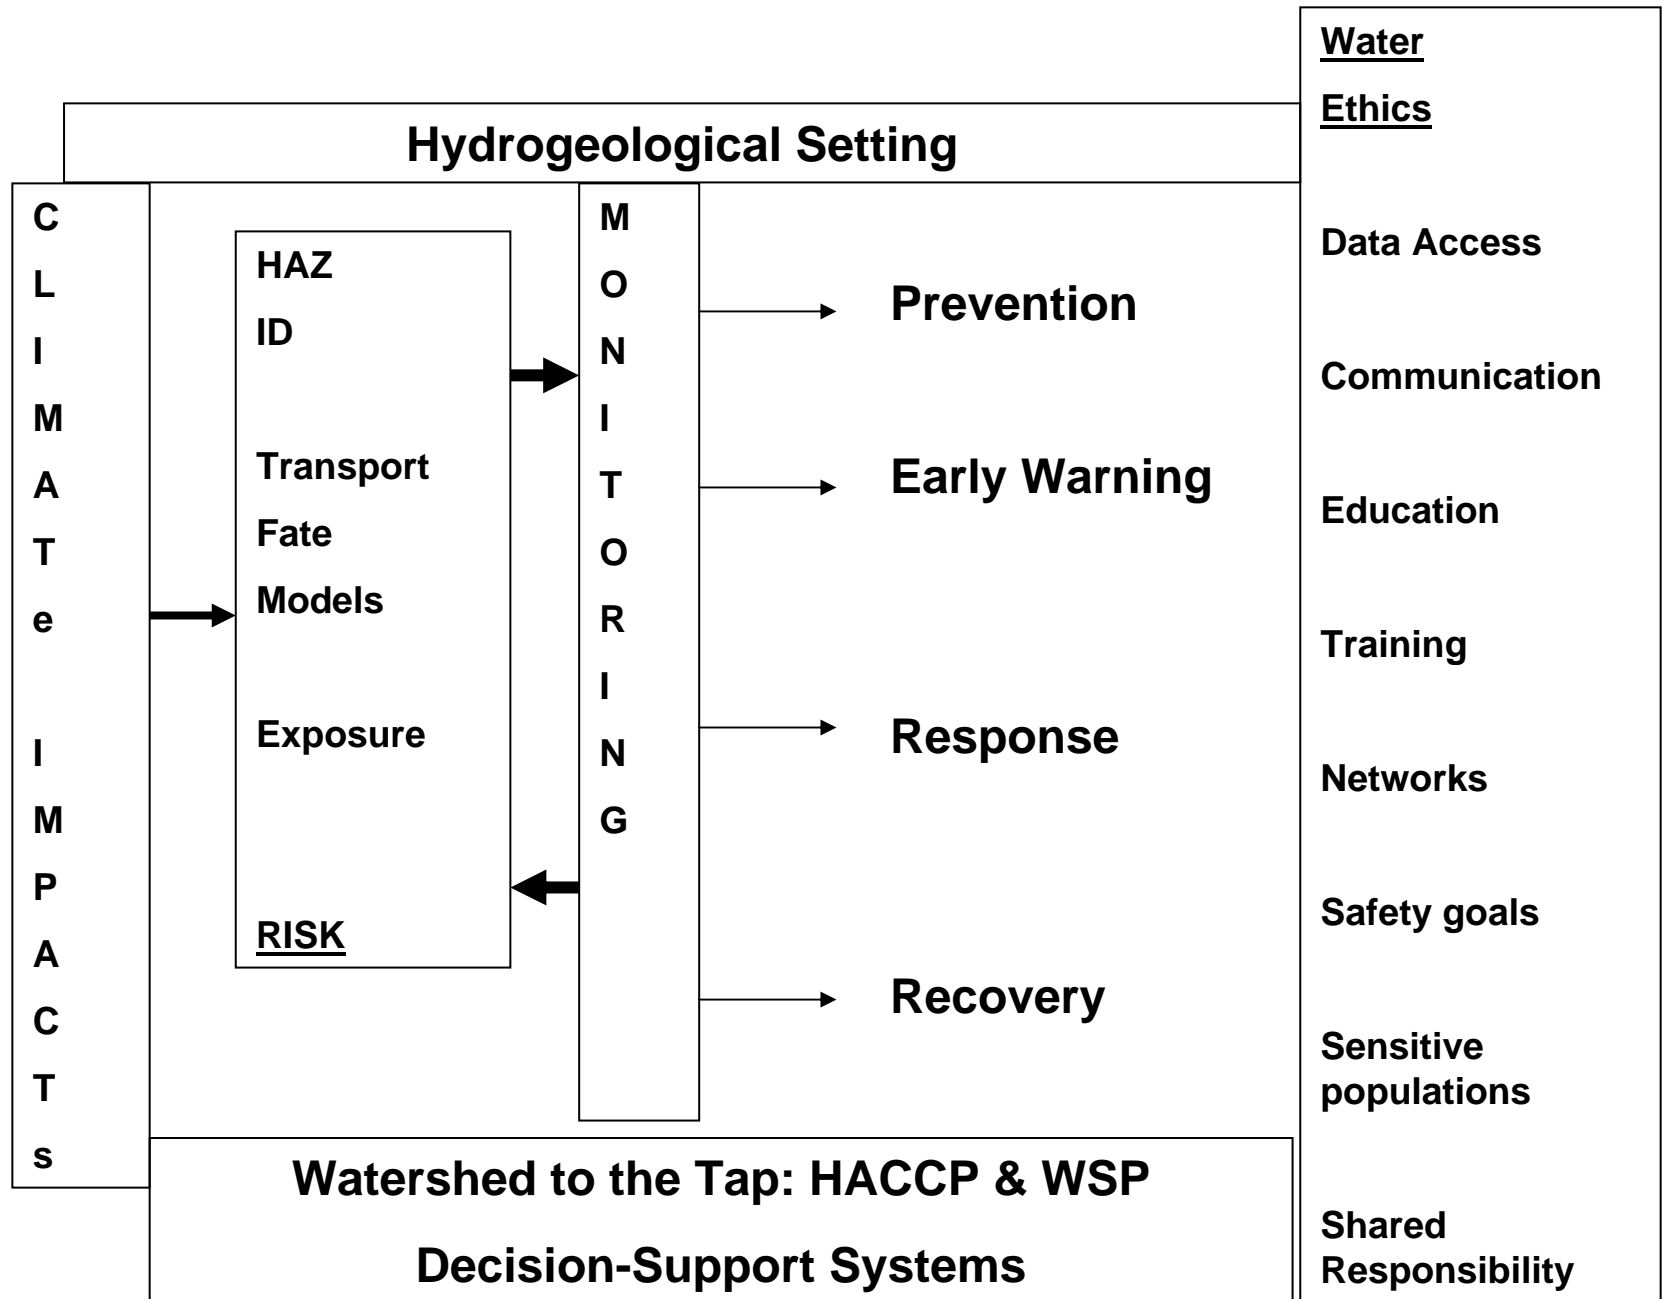 Hydrogeological Setting
C
L
I
M
A
T
e
I
M
P
A
C
T
s
HAZ
ID
Transport
Fate
Models
Exposure
RISK
M
O
N
I
T
O
R
I
N
G
Prevention
Early Warning
Response
Recovery
Watershed to the Tap: HACCP & WSP
Decision-Support Systems
Water
Ethics
Data Access
Communication
Education
Training
Networks
Safety goals
Sensitive
populations
Shared
Responsibility